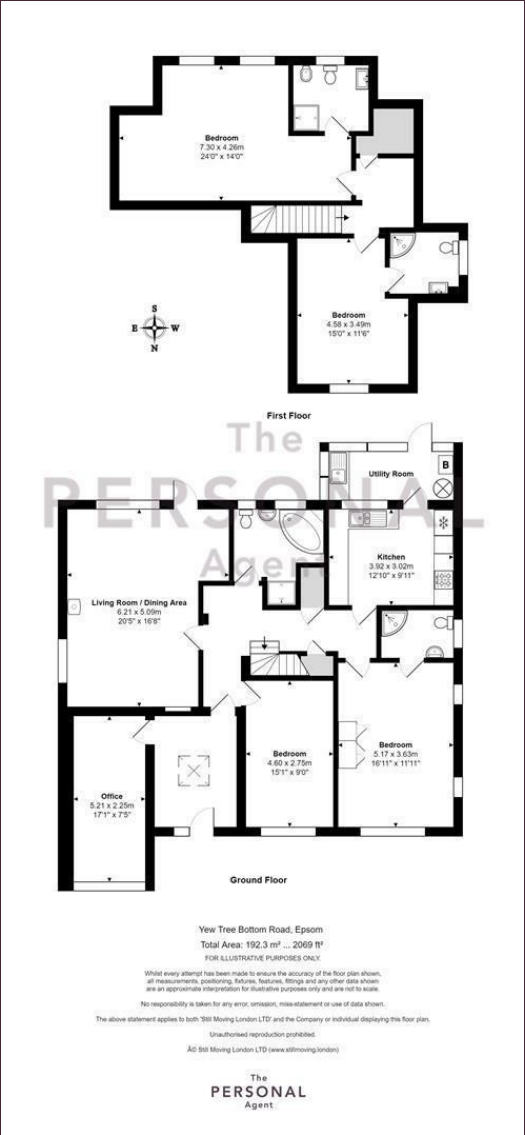 Bedroom
7.30 x 4.26m
24'0" x 14'0"
S
E W
N
Bedroom
4.58 x 3.49m
15'0" x 11'6"
First Floor
The
PERSONAL
Agent
Utility Room
B
Kitchen
3.92 x 3.02m
12'10" x 9'11"
Living Room / Dining Area
6.21 x 5.09m
20'5" x 16'8"
Bedroom
4.60 x 2.75m
15'1" x 9'0"
Bedroom
5.17 x 3.63m
16'11" x 11'11"
Office
5.21 x 2.25m
17'1" x 7'5"
Ground Floor
Yew Tree Bottom Road, Epsom
Total Area: 192.3 m² ... 2069 ft²
FOR ILLUSTRATIVE PURPOSES ONLY.
Whilst every attempt has been made to ensure the accuracy of the floor plan shown,
all measurements, positioning, fixtures, features, fittings and any other data shown
are an approximate interpretation for illustrative purposes only and are not to scale.
No responsibility is taken for any error, omission, miss-statement or use of data shown.
The above statement applies to both 'Still Moving London LTD' and the Company or individual displaying this floor plan.
Unauthorised reproduction prohibited.
Â© Still Moving London LTD (www.stillmoving.london)
The
PERSONAL
Agent